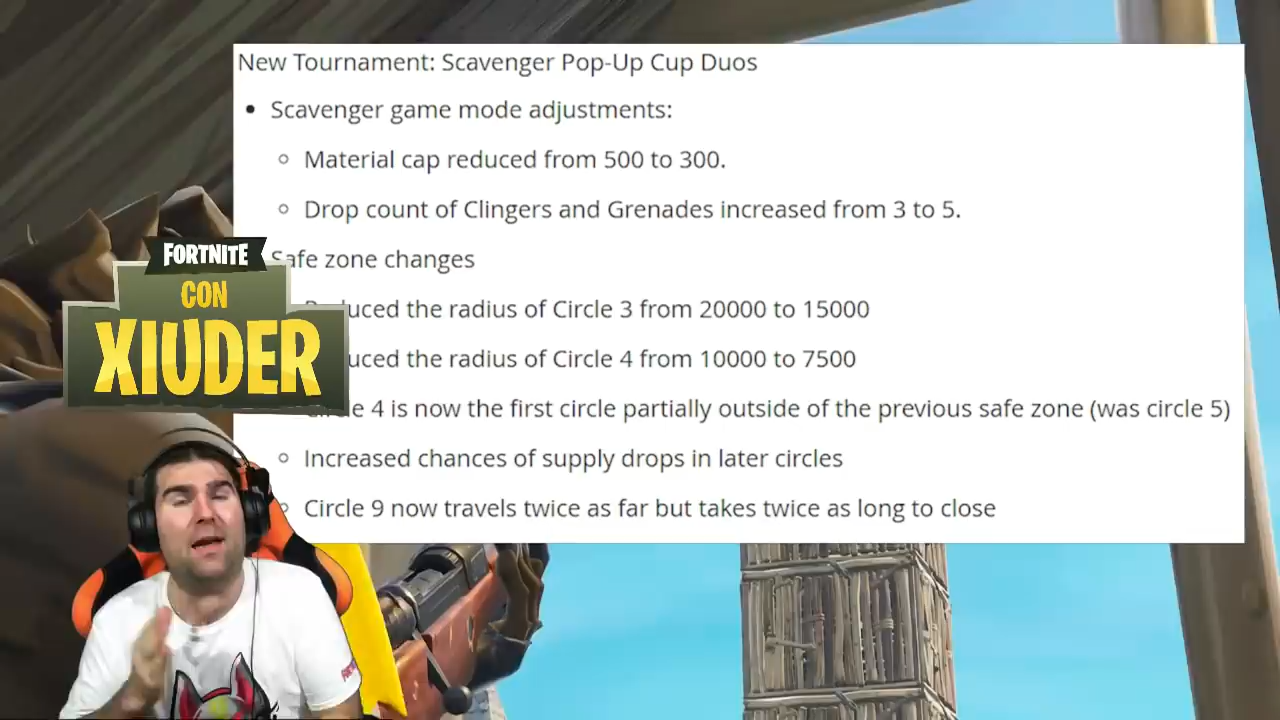 New Tournament: Scavenger Pop-Up Cup Duos
Scavenger game mode adjustments:
Material cap reduced from 500 to 300.
Drop count of Clingers and Grenades increased from 3 to 5.
Safe zone changes
the radius of Circle 3 from 20000 to 15000
the radius of Circle 4 from 10000 to 7500
4 is now the first circle partially outside of the previous safe zone (was circle 5)
Increased chances of supply drops in later circles
Circle 9 now travels twice as far but takes twice as long to close
FORTNITE
CON
XIUDER